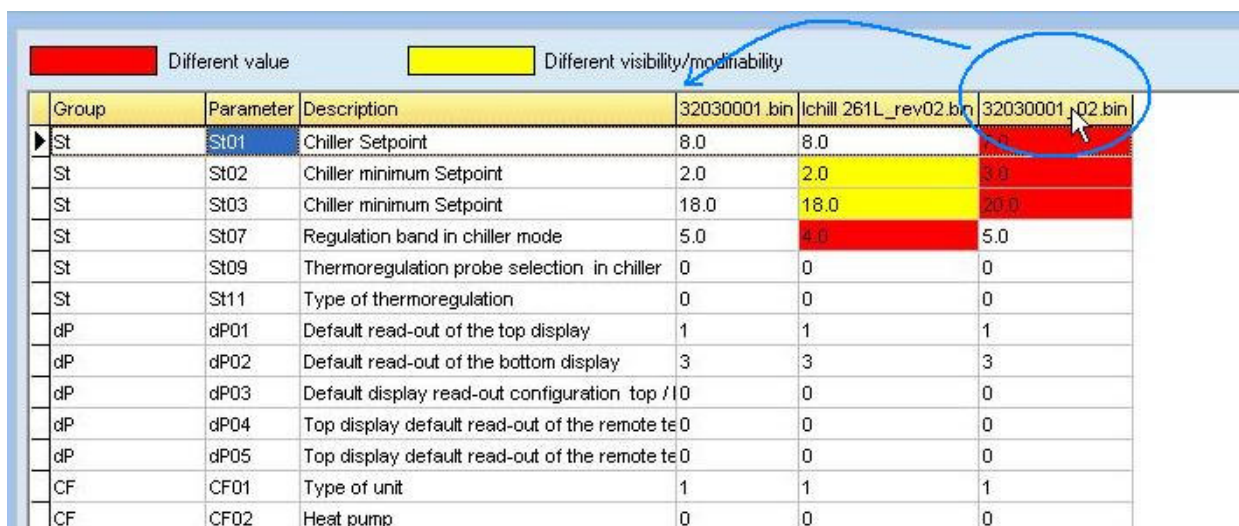 Different value Different visibility/modifiability
Group Parameter Description 32030001.bin Ichill 261L_rev02.bin 32030001_02.bin
St St01 Chiller Setpoint 8.0 8.0 7.0
St St02 Chiller minimum Setpoint 2.0 2.0 3.0
St St03 Chiller minimum Setpoint 18.0 18.0 20.0
St St07 Regulation band in chiller mode 5.0 4.0 5.0
St St09 Thermoregulation probe selection in chiller 0 0 0
St St11 Type of thermoregulation 0 0 0
dP dP01 Default read-out of the top display 1 1 1
dP dP02 Default read-out of the bottom display 3 3 3
dP dP03 Default display read-out configuration top / 0 0 0
dP dP04 Top display default read-out of the remote te 0 0 0
dP dP05 Top display default read-out of the remote te 0 0 0
CF CF01 Type of unit 1 1 1
CF CF02 Heat pump 0 0 0